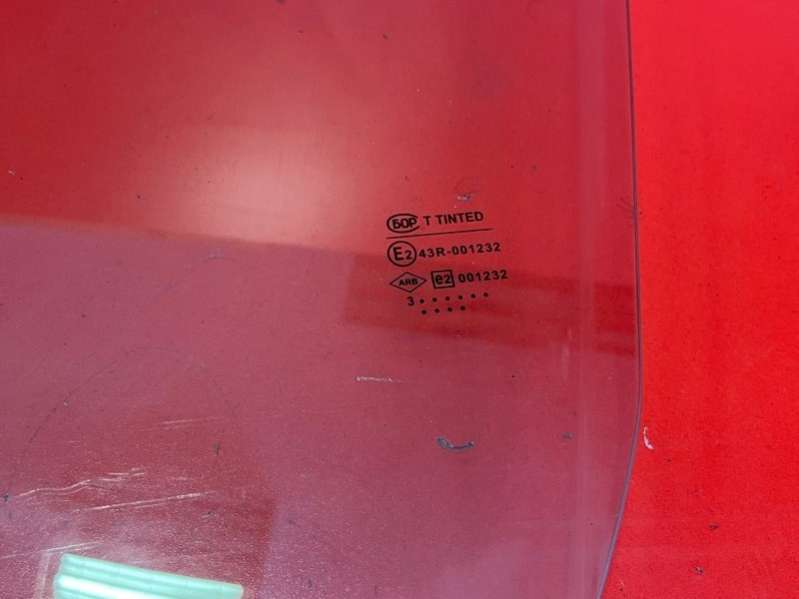 БОР T TINTED
E2 43R-001232
ARB e2 001232
3